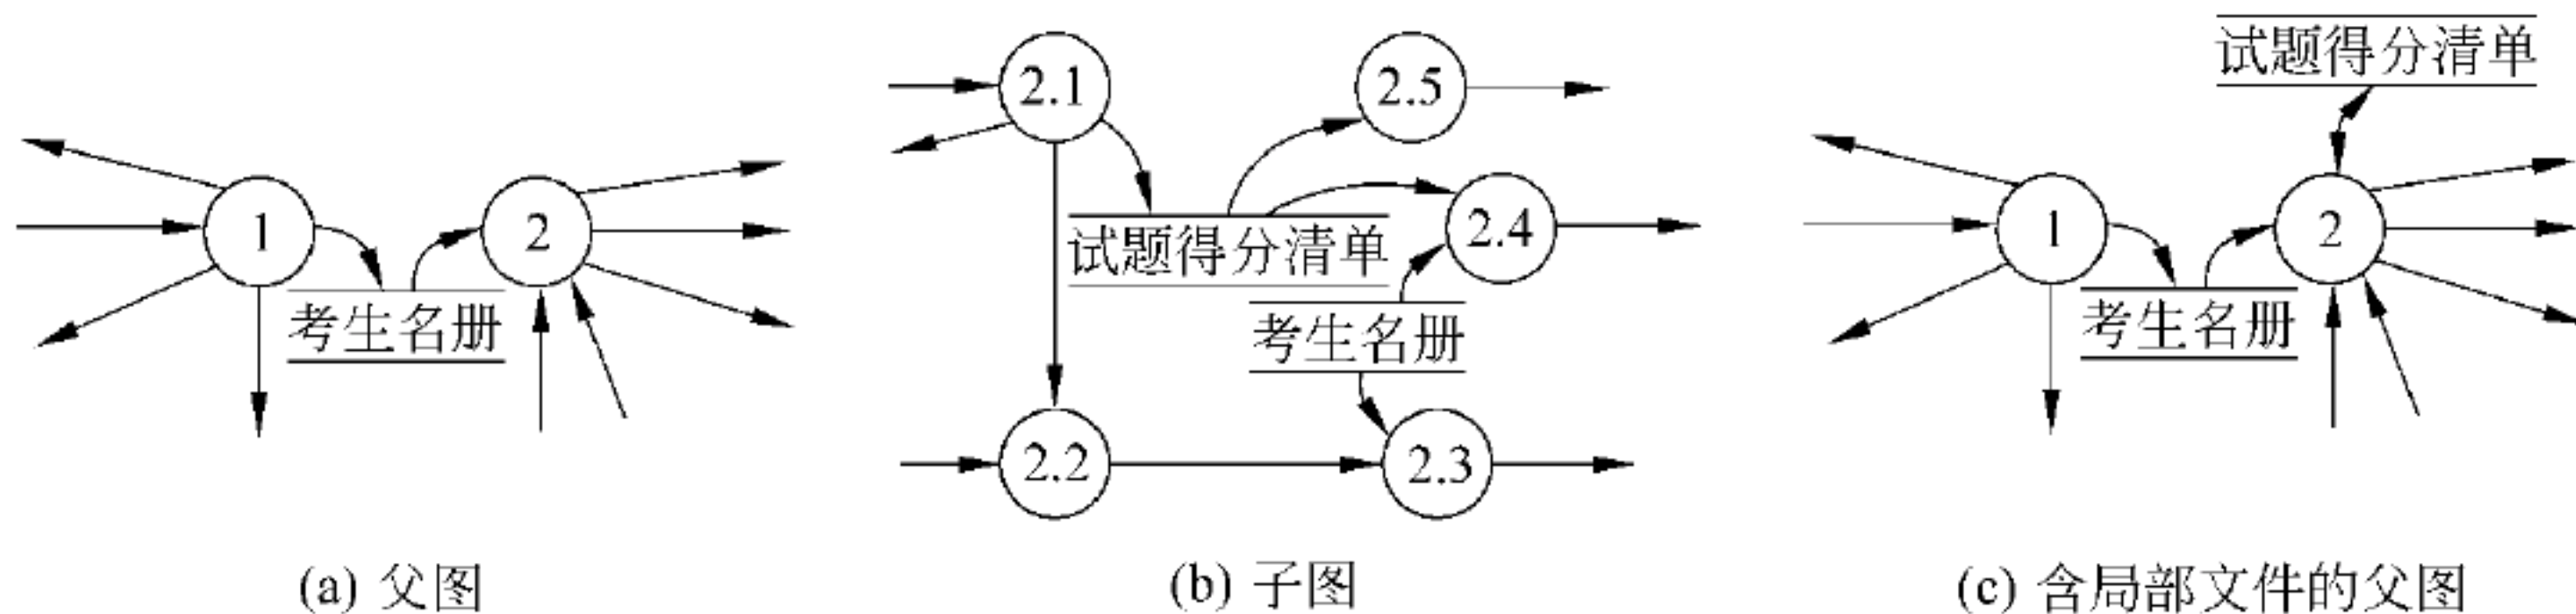 1
2
考生名册
(a) 父图
2.1
2.5
2.4
试题得分清单
考生名册
2.2
2.3
(b) 子图
试题得分清单
1
2
考生名册
(c) 含局部文件的父图